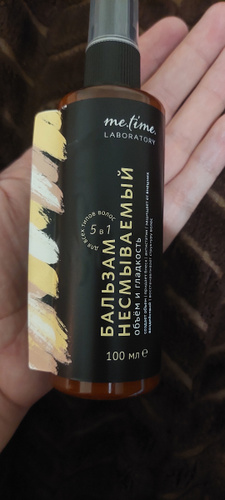 me.time.
LABORATORY
для всех типов волос
5 в 1
БАЛЬЗАМ
НЕСМЫВАЕМЫЙ
объём и гладкость
100 мл e